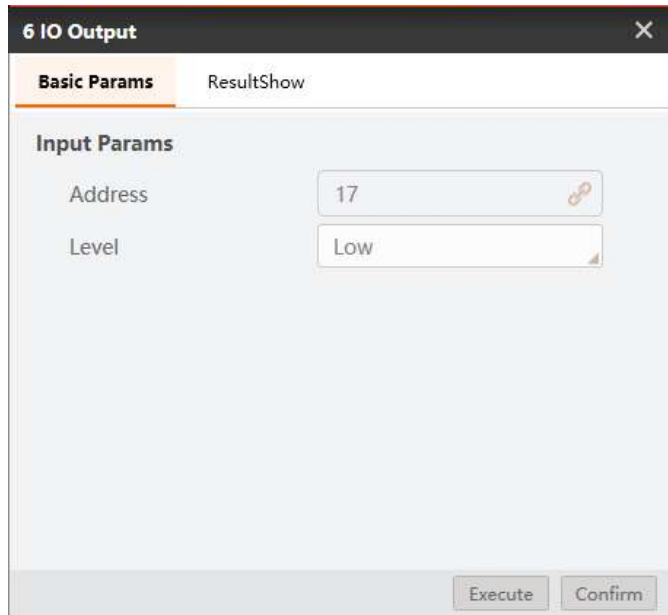 6 IO Output
Basic Params ResultShow
Input Params
Address 17
Level Low
Execute Confirm